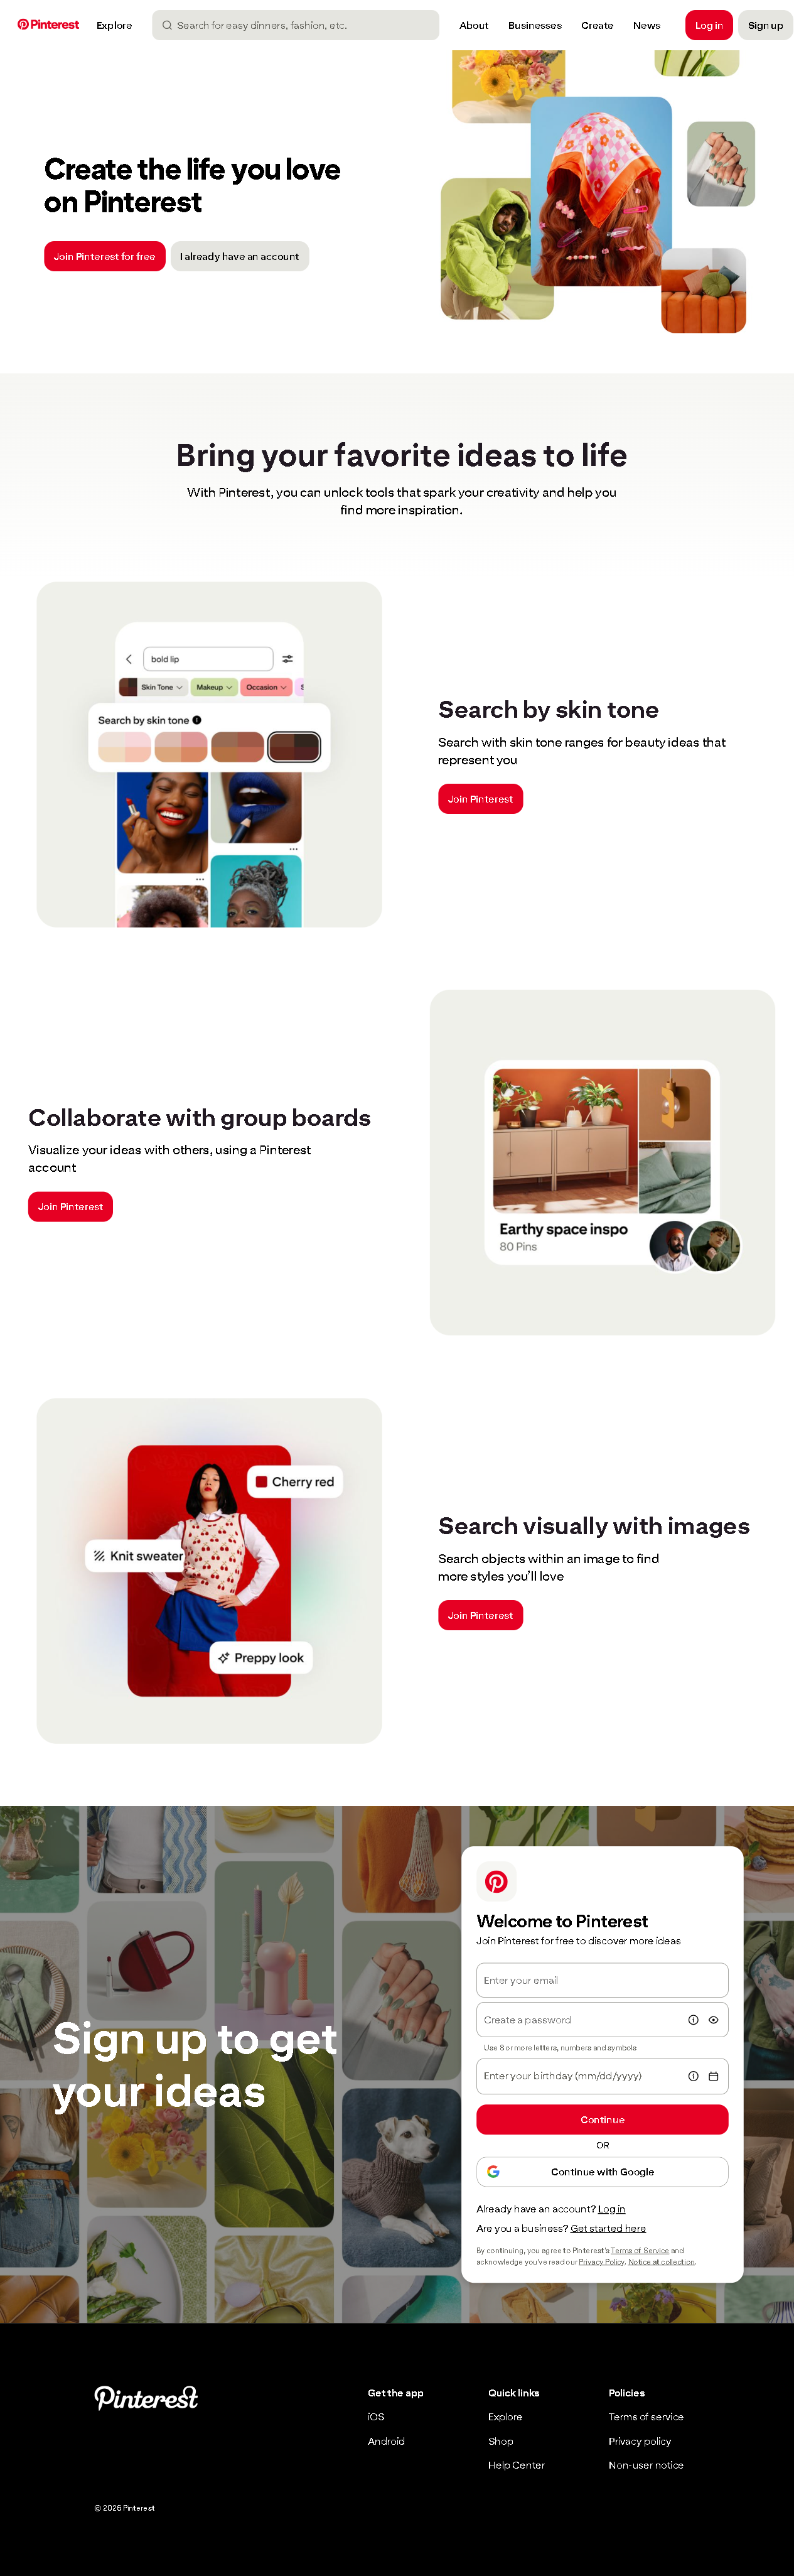 Pinterest
Explore
Search for easy dinners, fashion, etc.
About
Businesses
Create
News
Log in
Sign up
Create the life you love
on Pinterest
Join Pinterest for free
I already have an account
Bring your favorite ideas to life
With Pinterest, you can unlock tools that spark your creativity and help you
find more inspiration.
bold lip
Skin Tone
Makeup
Occasion
S
Search by skin tone
Search by skin tone
Search with skin tone ranges for beauty ideas that
represent you
Join Pinterest
Collaborate with group boards
Visualize your ideas with others, using a Pinterest
account
Join Pinterest
Earthy space inspo
80 Pins
Cherry red
Knit sweater
Preppy look
Search visually with images
Search objects within an image to find
more styles you’ll love
Join Pinterest
Sign up to get
your ideas
Welcome to Pinterest
Join Pinterest for free to discover more ideas
Enter your email
Create a password
Use 8 or more letters, numbers and symbols
Enter your birthday (mm/dd/yyyy)
Continue
OR
Continue with Google
Already have an account? Log in
Are you a business? Get started here
By continuing, you agree to Pinterest's Terms of Service and
acknowledge you've read our Privacy Policy. Notice at collection.
Pinterest
Get the app
iOS
Android
Quick links
Explore
Shop
Help Center
Policies
Terms of service
Privacy policy
Non-user notice
© 2026 Pinterest